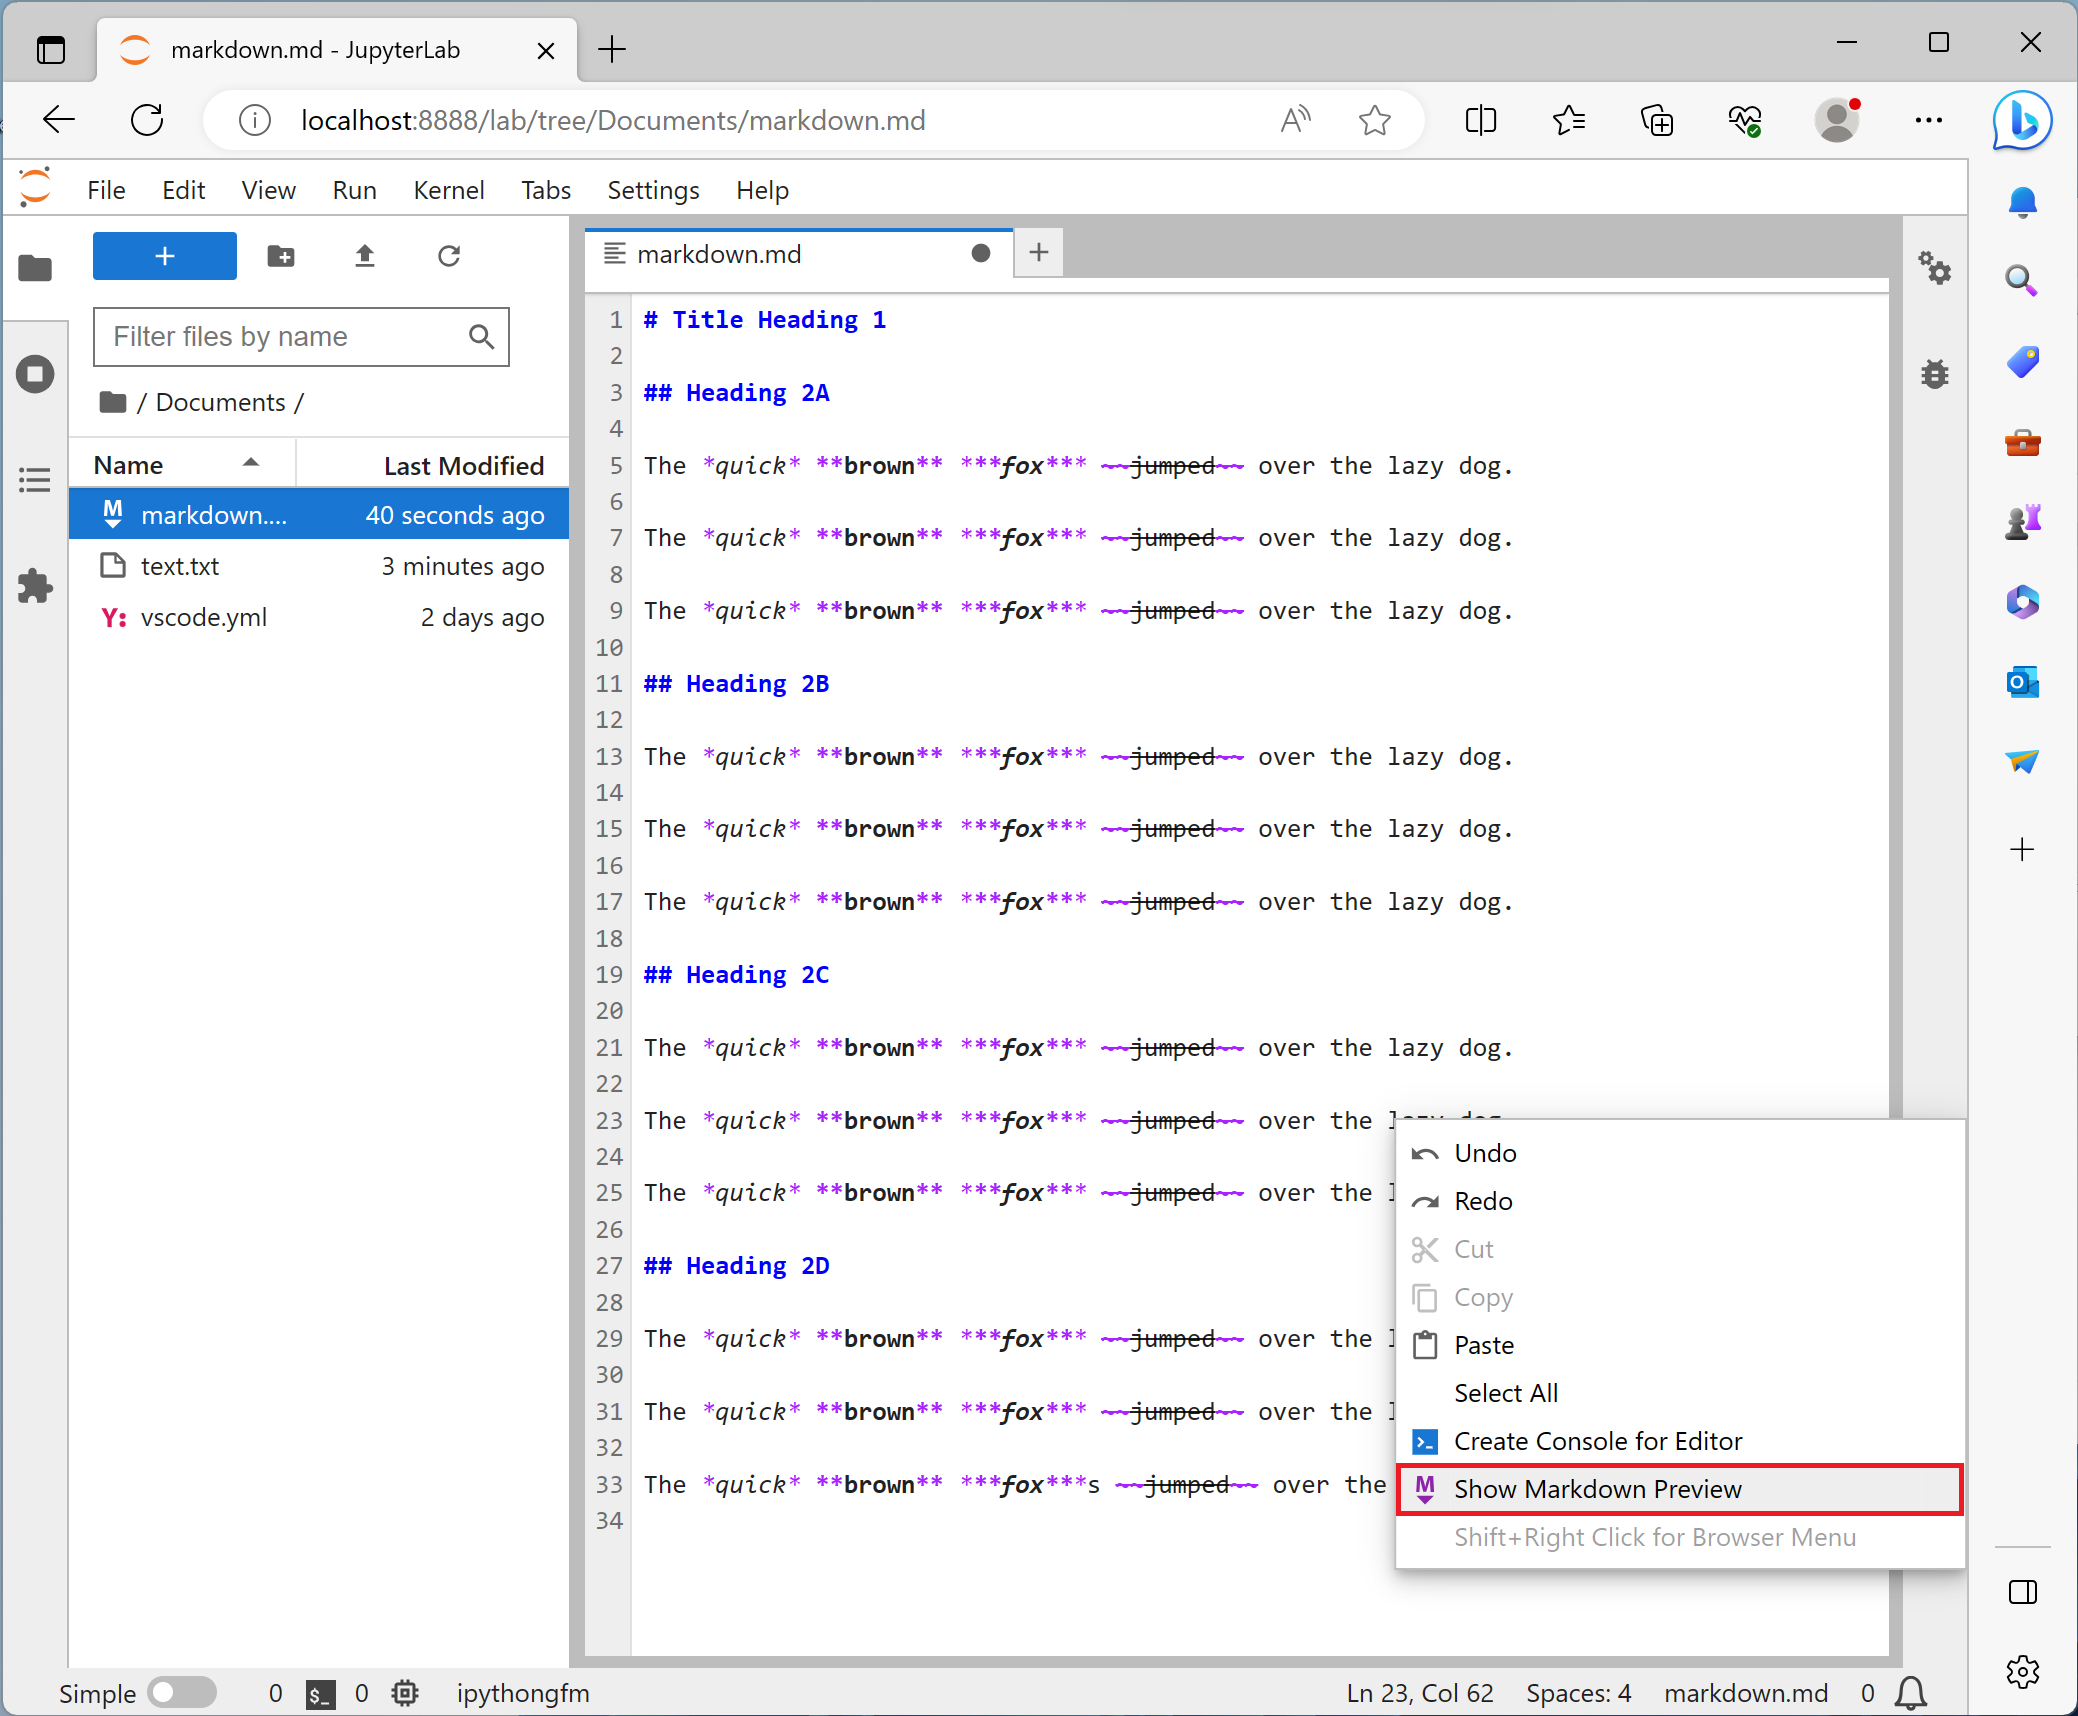 markdown.md - JupyterLab
localhost:8888/lab/tree/Documents/markdown.md
File Edit View Run Kernel Tabs Settings Help
Filter files by name
/ Documents /
Name Last Modified
markdown.... 40 seconds ago
text.txt 3 minutes ago
Y: vscode.yml 2 days ago
markdown.md
1 # Title Heading 1
2
3 ## Heading 2A
4
5 The *quick* **brown** ***fox*** ~~jumped~~ over the lazy dog.
6
7 The *quick* **brown** ***fox*** ~~jumped~~ over the lazy dog.
8
9 The *quick* **brown** ***fox*** ~~jumped~~ over the lazy dog.
10
11 ## Heading 2B
12
13 The *quick* **brown** ***fox*** ~~jumped~~ over the lazy dog.
14
15 The *quick* **brown** ***fox*** ~~jumped~~ over the lazy dog.
16
17 The *quick* **brown** ***fox*** ~~jumped~~ over the lazy dog.
18
19 ## Heading 2C
20
21 The *quick* **brown** ***fox*** ~~jumped~~ over the lazy dog.
22
23 The *quick* **brown** ***fox*** ~~jumped~~ over the lazy dog.
24
25 The *quick* **brown** ***fox*** ~~jumped~~ over the
26
27 ## Heading 2D
28
29 The *quick* **brown** ***fox*** ~~jumped~~ over the
30
31 The *quick* **brown** ***fox*** ~~jumped~~ over the
32
33 The *quick* **brown** ***fox***s ~~jumped~~ over the
34
Undo
Redo
Cut
Copy
Paste
Select All
Create Console for Editor
Show Markdown Preview
Shift+Right Click for Browser Menu
Simple 0 $_ 0 ipythongfm Ln 23, Col 62 Spaces: 4 markdown.md 0